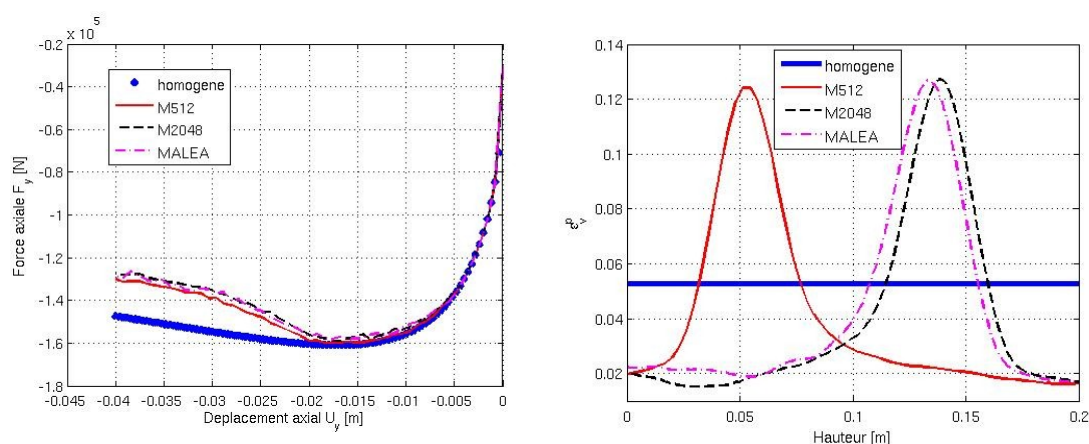 x 10^5
-0.2
-0.4
-0.6
-0.8
-1
-1.2
-1.4
-1.6
-1.8
Force axiale F_y [N]
homogene
M512
M2048
MALEA
-0.045 -0.04 -0.035 -0.03 -0.025 -0.02 -0.015 -0.01 -0.005 0
Deplacement axial U_y [m]
0.14
0.12
0.1
0.08
0.06
0.04
0.02
ε_v^p
homogene
M512
M2048
MALEA
0 0.05 0.1 0.15 0.2
Hauteur [m]